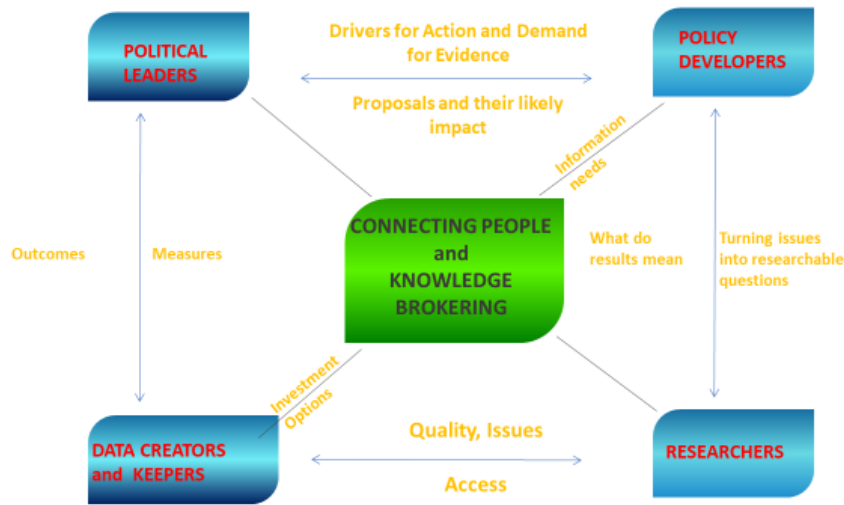 POLITICAL
LEADERS
Drivers for Action and Demand
for Evidence
Proposals and their likely
impact
POLICY
DEVELOPERS
Information
needs
CONNECTING PEOPLE
and
KNOWLEDGE
BROKERING
Outcomes
Measures
What do
results mean
Turning issues
into researchable
questions
Investment
Options
DATA CREATORS
and KEEPERS
Quality, Issues
Access
RESEARCHERS